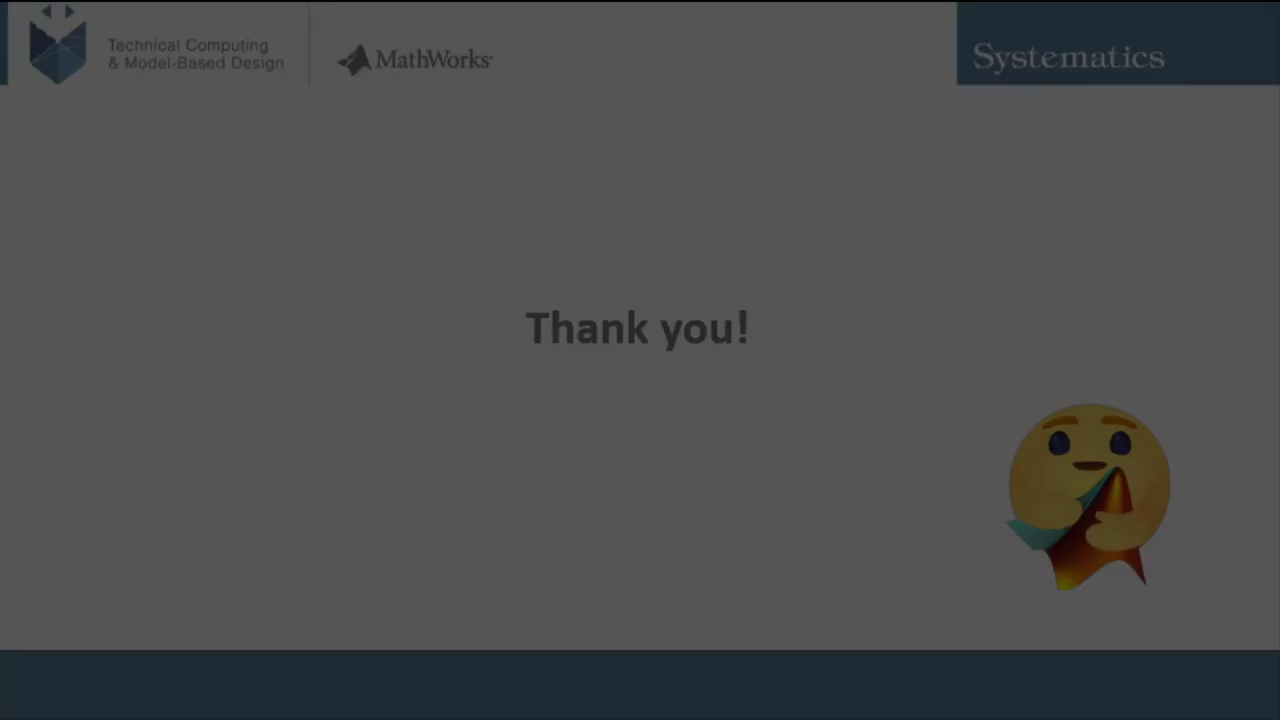 Technical Computing
& Model-Based Design
MathWorks
Systematics
Thank you!